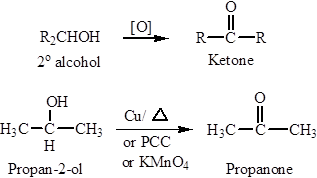 R₂CHOH [O] R—C—R
O
2° alcohol Ketone
OH O
H₃C—C—CH₃ Cu/ △ H₃C—C—CH₃
H or PCC
Propan-2-ol or KMnO₄ Propanone